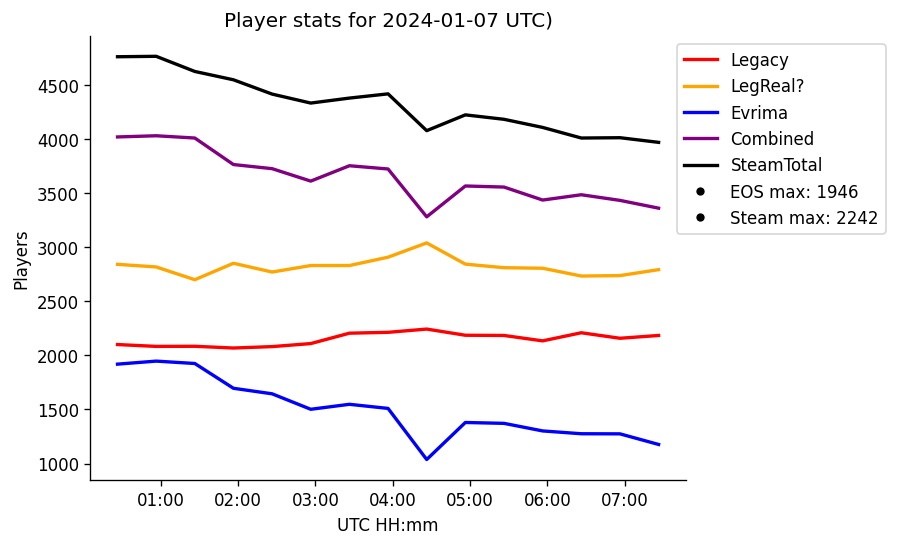 Player stats for 2024-01-07 UTC)
Players
4500
4000
3500
3000
2500
2000
1500
1000
01:00 02:00 03:00 04:00 05:00 06:00 07:00
UTC HH:mm
Legacy
LegReal?
Evrima
Combined
SteamTotal
EOS max: 1946
Steam max: 2242